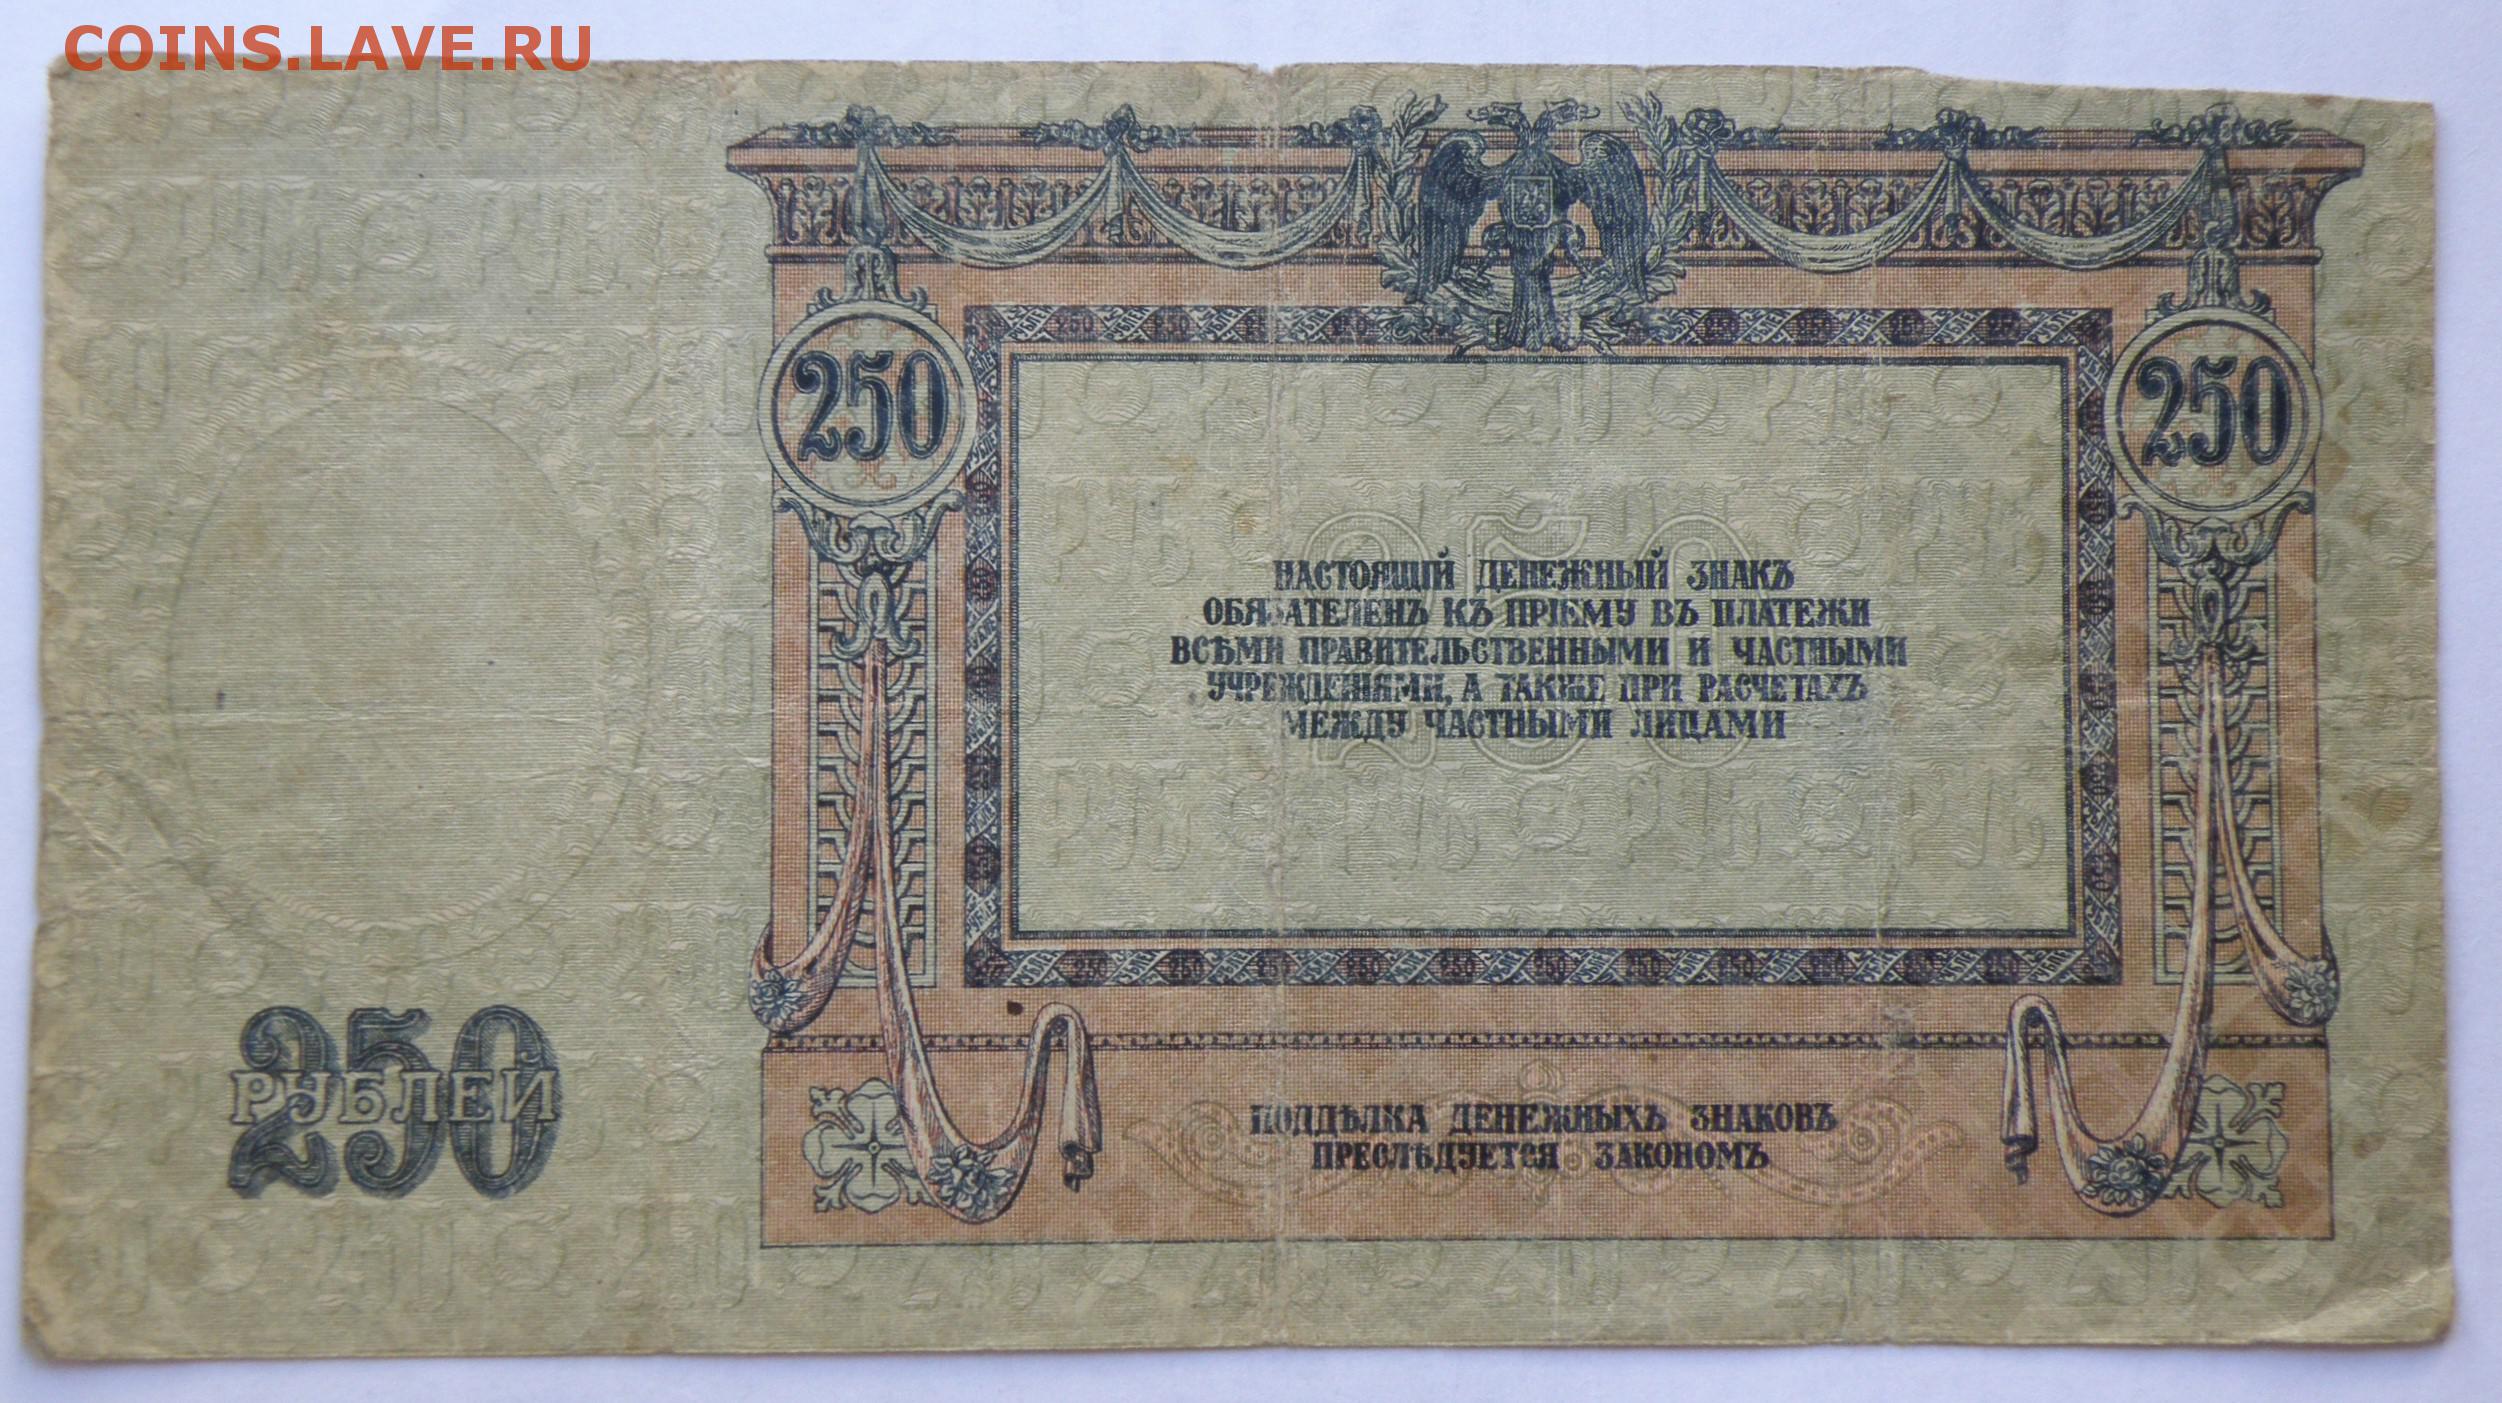 COINS.LAVE.RU
250
250
250
НАСТОЯЩІЙ ДЕНЕЖНЫЙ ЗНАКЪ
ОБЯЗАТЕЛЕНЪ КЪ ПРІЕМУ ВЪ ПЛАТЕЖИ
ВСѢМИ ПРАВИТЕЛЬСТВЕННЫМИ И ЧАСТНЫМИ
УЧРЕЖДЕНІЯМИ, А ТАКЖЕ ПРИ РАСЧЕТАХЪ
МЕЖДУ ЧАСТНЫМИ ЛИЦАМИ
250
РУБЛЕЙ
ПОДДѢЛКА ДЕНЕЖНЫХЪ ЗНАКОВЪ
ПРЕСЛѢДУЕТСЯ ЗАКОНОМЪ